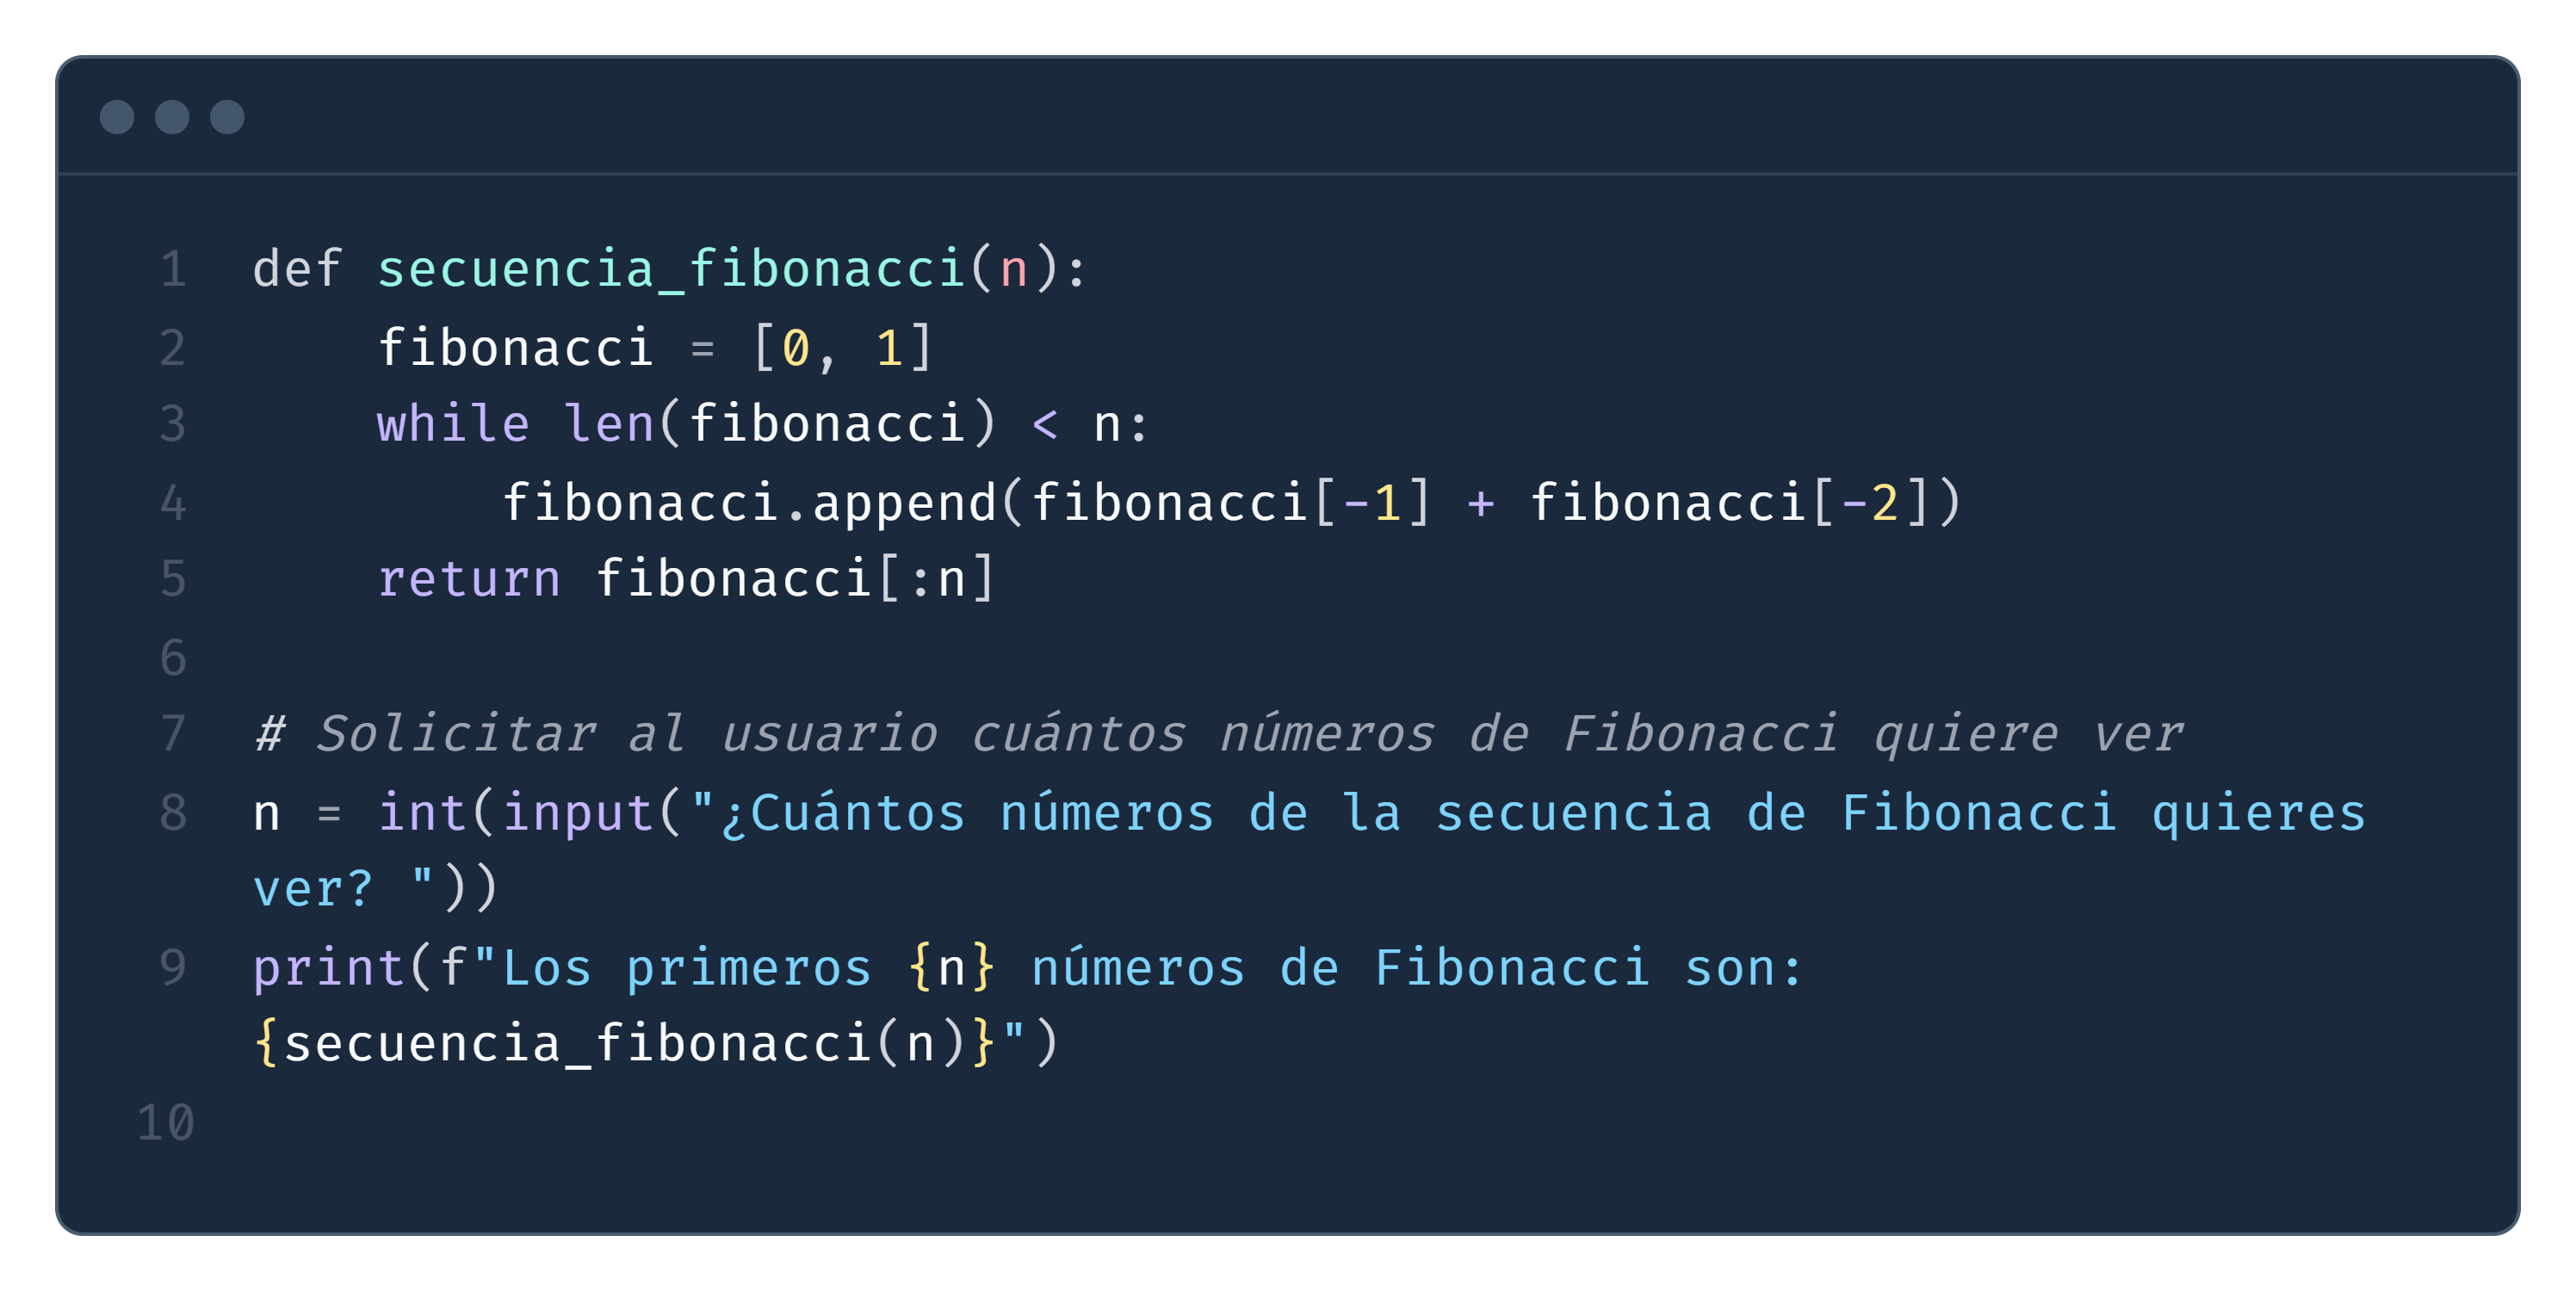 1 def secuencia_fibonacci(n):
2     fibonacci = [0, 1]
3     while len(fibonacci) < n:
4         fibonacci.append(fibonacci[-1] + fibonacci[-2])
5     return fibonacci[:n]
6
7 # Solicitar al usuario cuántos números de Fibonacci quiere ver
8 n = int(input("¿Cuántos números de la secuencia de Fibonacci quieres
ver? "))
9 print(f"Los primeros {n} números de Fibonacci son:
{secuencia_fibonacci(n)}")
10